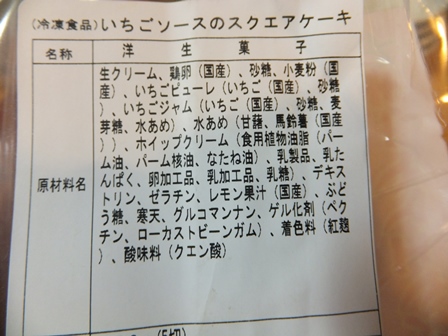 (冷凍食品)いちごソースのスクエアケーキ
名称 洋生菓子
原材料名
生クリーム、鶏卵(国産)、砂糖、小麦粉(国
産)、いちごピューレ(いちご(国産)、砂糖
)、いちごジャム(いちご(国産)、砂糖、麦
芽糖、水あめ)、水あめ(甘藷、馬鈴薯(国産
))、ホイップクリーム(食用植物油脂(パー
ム油、パーム核油、なたね油)、乳製品、乳た
んぱく、卵加工品、乳加工品、乳糖)、デキス
トリン、ゼラチン、レモン果汁(国産)、ぶど
う糖、寒天、グルコマンナン、ゲル化剤(ペク
チン、ローカストビーンガム)、着色料(紅麹
)、酸味料(クエン酸)